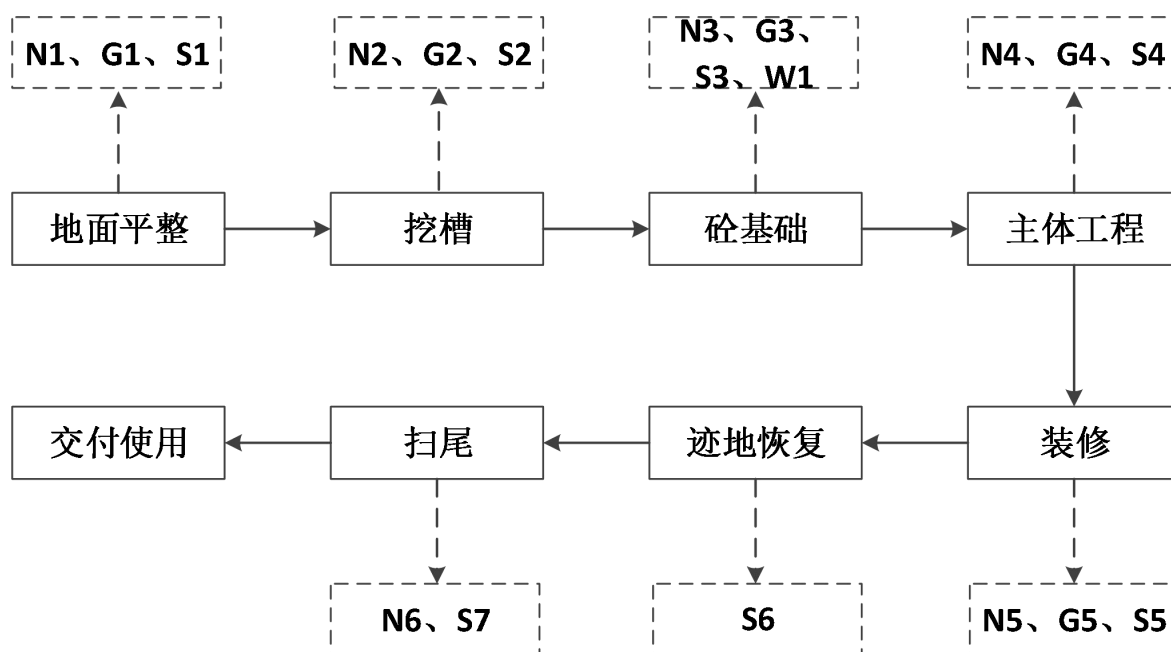 N1、G1、S1
N2、G2、S2
N3、G3、
S3、W1
N4、G4、S4
地面平整
挖槽
砼基础
主体工程
交付使用
扫尾
迹地恢复
装修
N6、S7
S6
N5、G5、S5